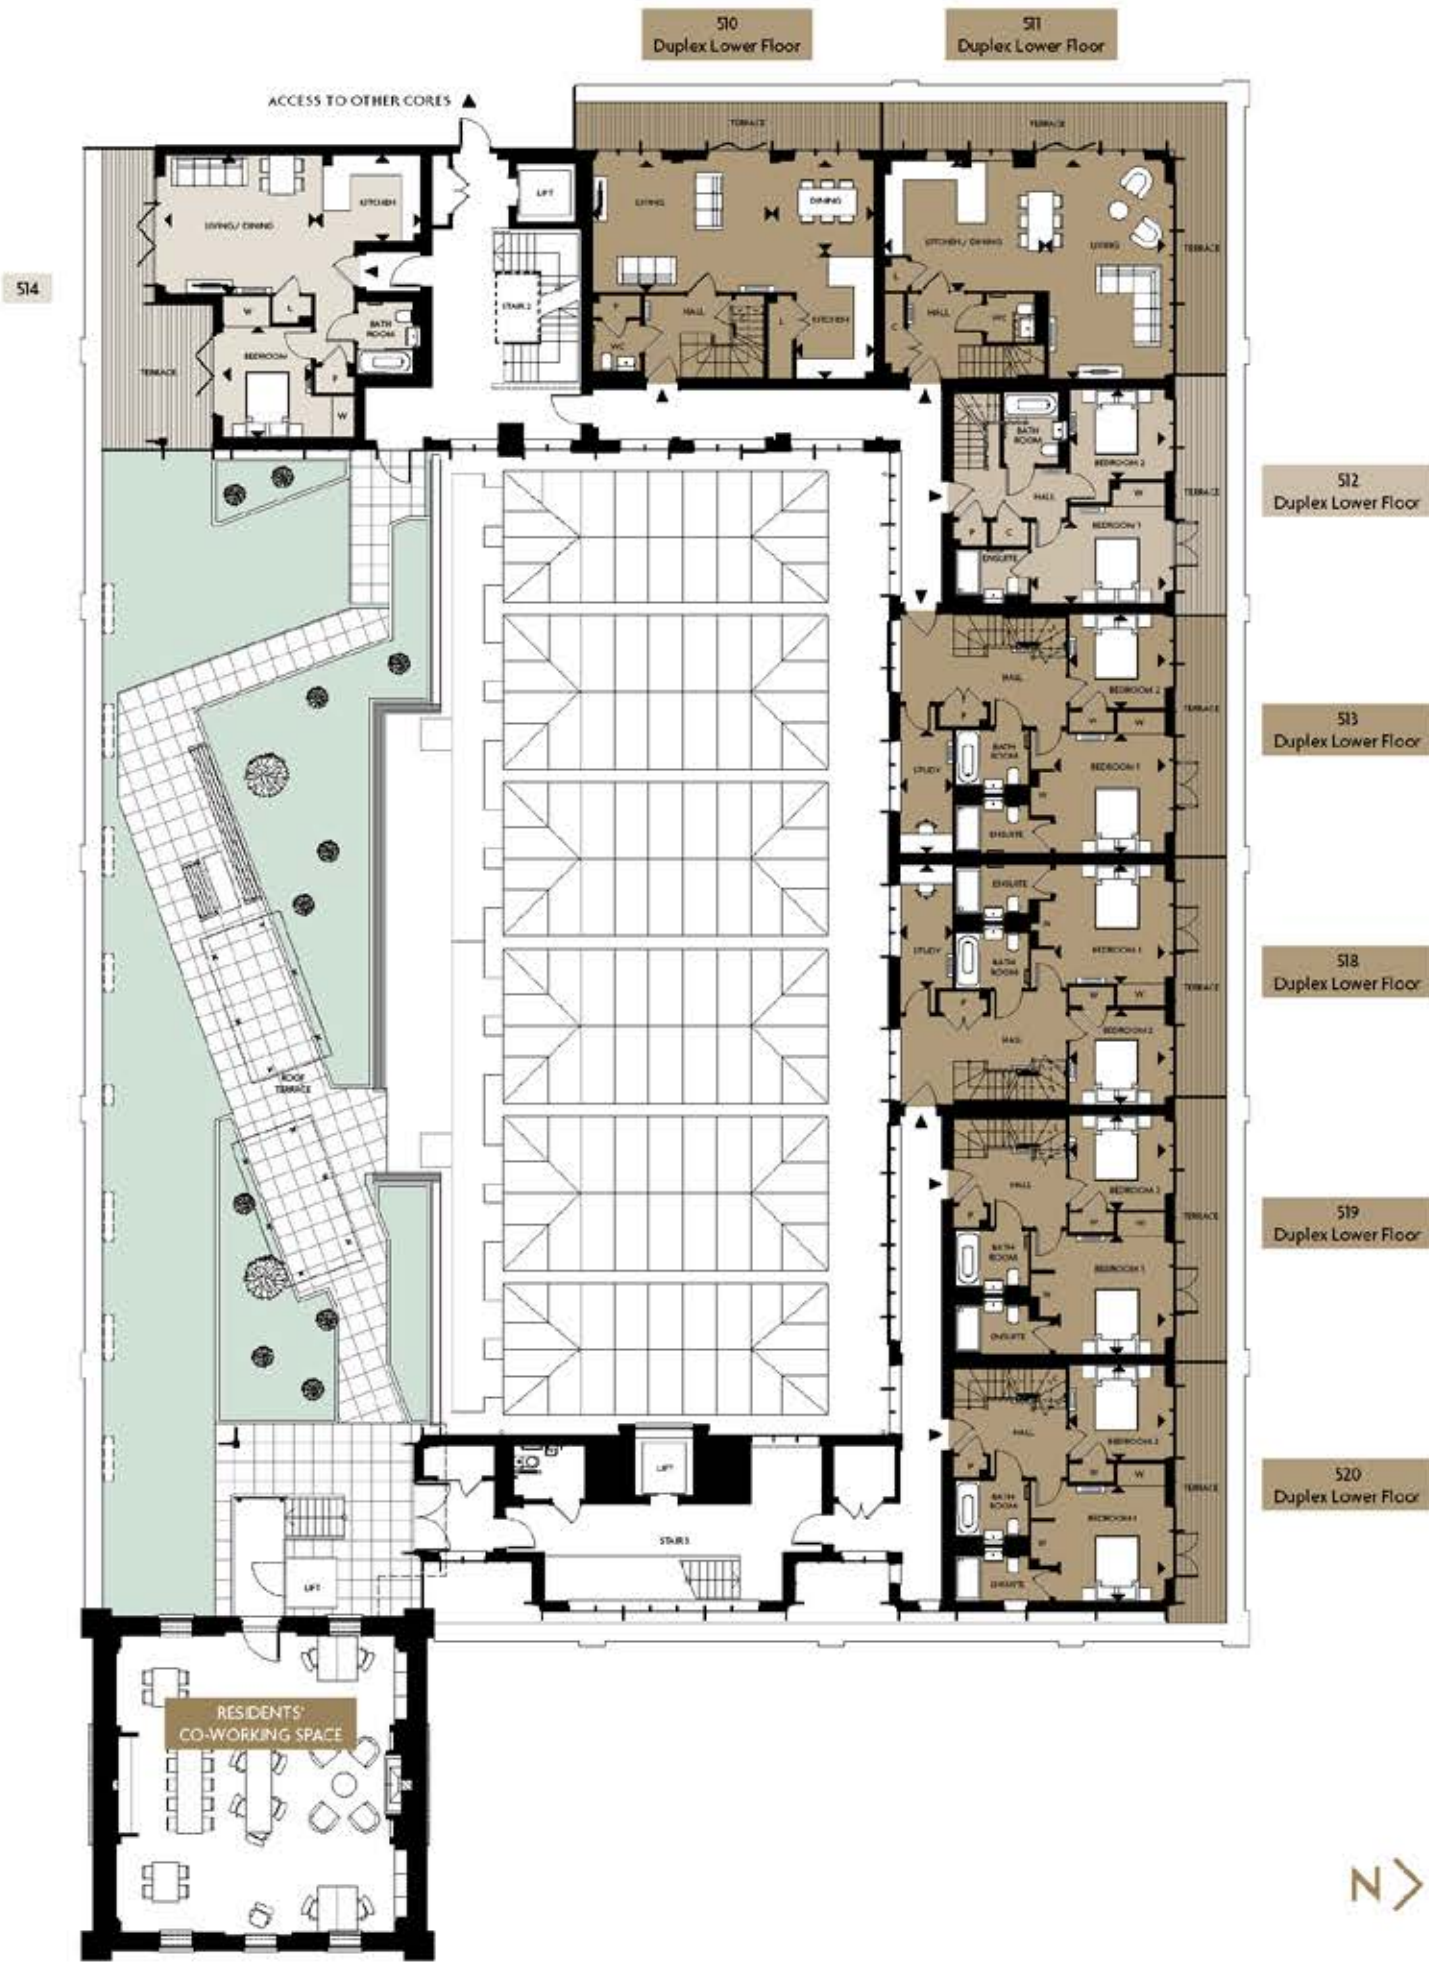 510
Duplex Lower Floor
511
Duplex Lower Floor
ACCESS TO OTHER CORES
TERRACE
TERRACE
LIVING/ DINING
KITCHEN
LIFT
LIVING
DINING
KITCHEN/ DINING
LIVING
TERRACE
514
W
L
BATH
ROOM
STAIR 2
P
HALL
L
KITCHEN
WC
L
HALL
C
WC
TERRACE
BEDROOM
P
W
BATH
ROOM
BEDROOM 2
HALL
W
TERRACE
512
Duplex Lower Floor
P
C
BEDROOM 1
ENSUITE
HALL
BEDROOM 2
P
W
W
TERRACE
513
Duplex Lower Floor
STUDY
BATH
ROOM
BEDROOM 1
W
ENSUITE
ENSUITE
W
STUDY
BATH
ROOM
BEDROOM 1
518
Duplex Lower Floor
P
W
W
TERRACE
HALL
BEDROOM 2
ROOF
TERRACE
HALL
BEDROOM 2
P
W
W
TERRACE
519
Duplex Lower Floor
BATH
ROOM
BEDROOM 1
W
ENSUITE
HALL
BEDROOM 2
P
W
W
TERRACE
520
Duplex Lower Floor
LIFT
BATH
ROOM
BEDROOM 1
W
STAIR 3
ENSUITE
LIFT
RESIDENTS'
CO-WORKING SPACE
N